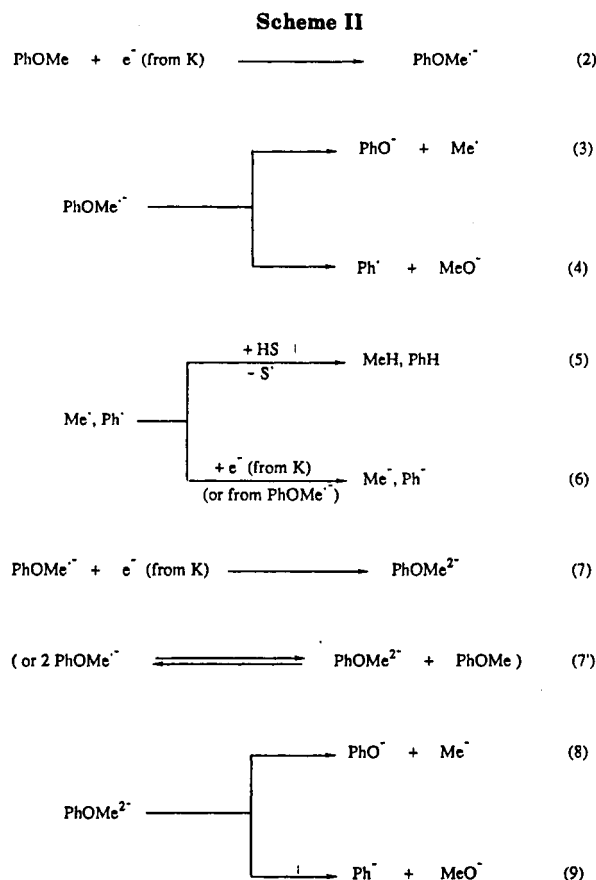 Scheme II
PhOMe + e⁻ (from K) PhOMe·⁻ (2)
PhO⁻ + Me· (3)
PhOMe·⁻
Ph· + MeO⁻ (4)
+ HS
MeH, PhH (5)
- S·
Me·, Ph·
+ e⁻ (from K)
Me⁻, Ph⁻ (6)
(or from PhOMe·⁻)
PhOMe·⁻ + e⁻ (from K) PhOMe²⁻ (7)
( or 2 PhOMe·⁻ PhOMe²⁻ + PhOMe ) (7')
PhO⁻ + Me⁻ (8)
PhOMe²⁻
Ph⁻ + MeO⁻ (9)